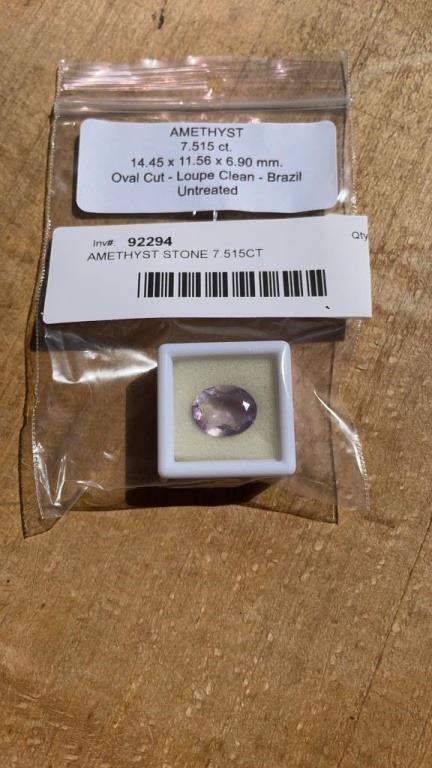 AMETHYST
7.515 ct.
14.45 x 11.56 x 6.90 mm.
Oval Cut - Loupe Clean - Brazil
Untreated
Inv#: 92294 Qty
AMETHYST STONE 7.515CT